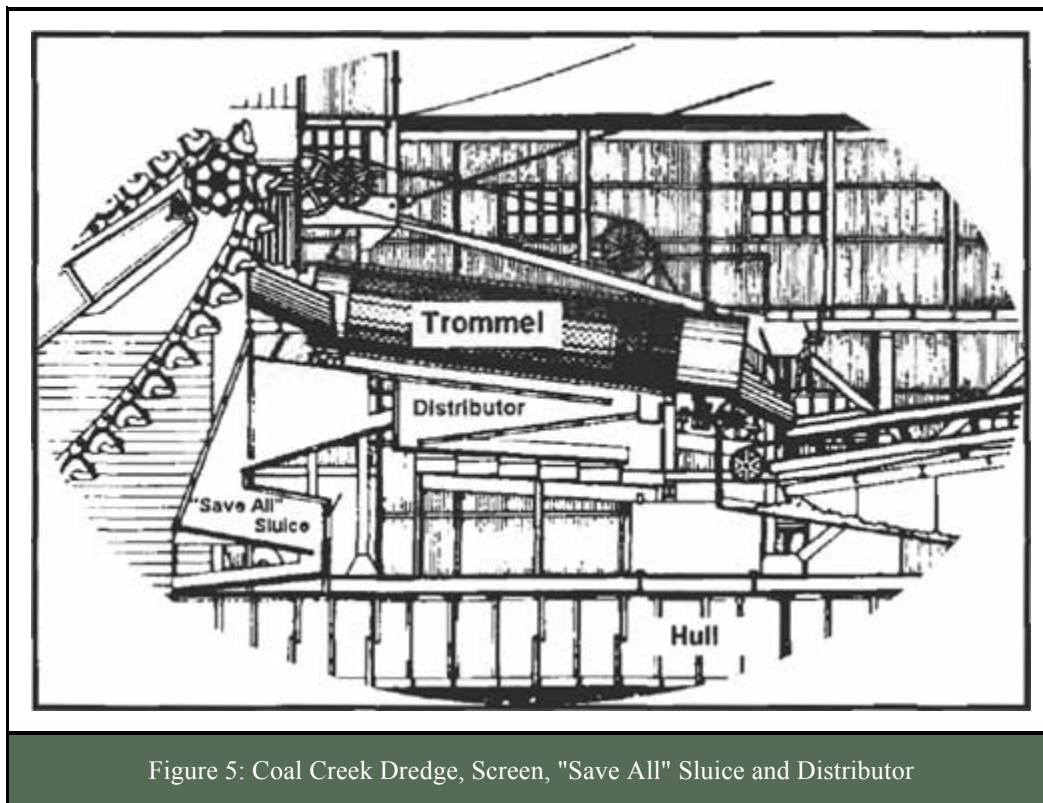 Trommel
Distributor
"Save All"
Sluice
Hull
Figure 5: Coal Creek Dredge, Screen, "Save All" Sluice and Distributor